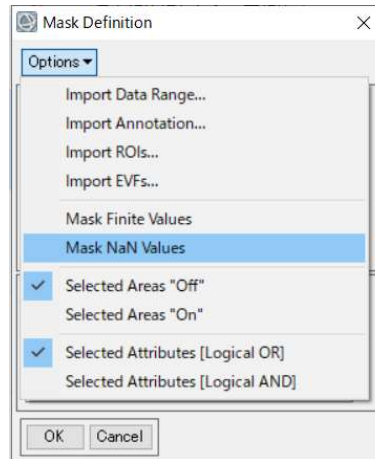 Mask Definition
Options
Import Data Range...
Import Annotation...
Import ROIs...
Import EVFs...
Mask Finite Values
Mask NaN Values
Selected Areas "Off"
Selected Areas "On"
Selected Attributes [Logical OR]
Selected Attributes [Logical AND]
OK Cancel